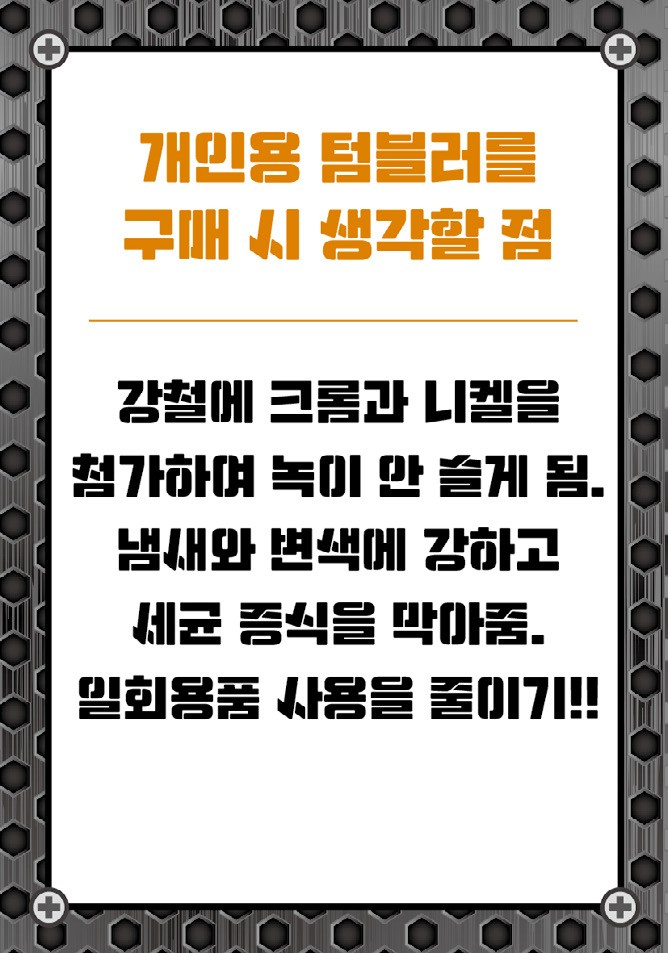 개인용 텀블러를
구매 시 생각할 점
강철에 크롬과 니켈을
첨가하여 녹이 안 슬게 됨.
냄새와 변색에 강하고
세균 증식을 막아줌.
일회용품 사용을 줄이기!!